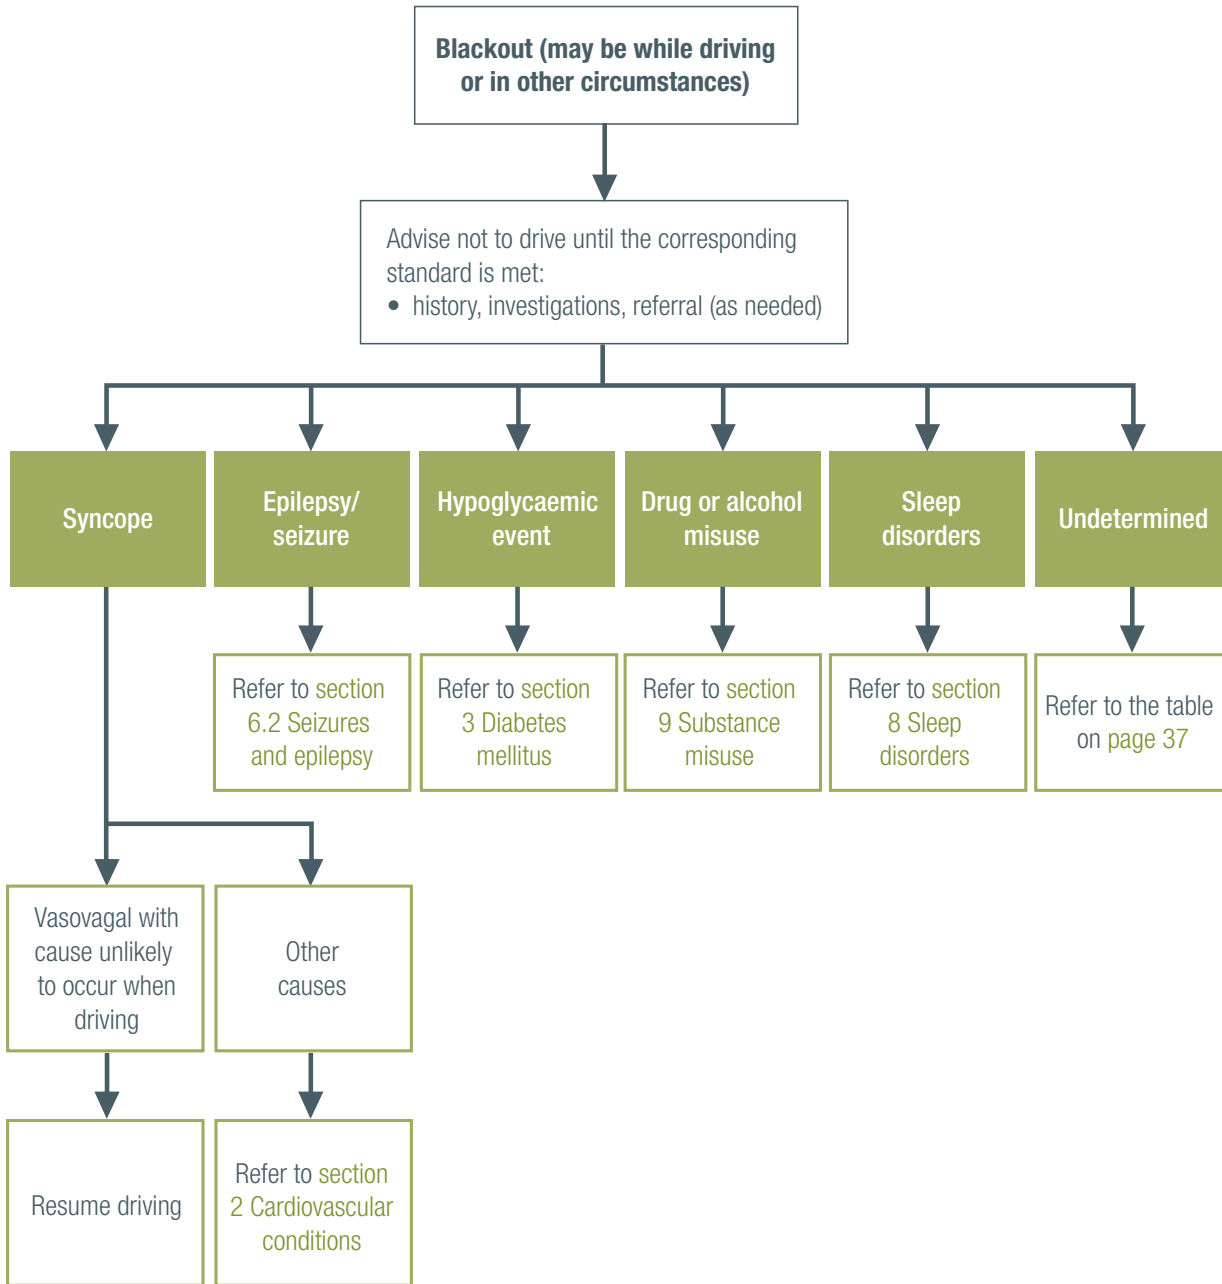 Blackout (may be while driving
or in other circumstances)
Advise not to drive until the corresponding
standard is met:
• history, investigations, referral (as needed)
Syncope
Epilepsy/
seizure
Hypoglycaemic
event
Drug or alcohol
misuse
Sleep
disorders
Undetermined
Refer to section
6.2 Seizures
and epilepsy
Refer to section
3 Diabetes
mellitus
Refer to section
9 Substance
misuse
Refer to section
8 Sleep
disorders
Refer to the table
on page 37
Vasovagal with
cause unlikely
to occur when
driving
Other
causes
Resume driving
Refer to section
2 Cardiovascular
conditions